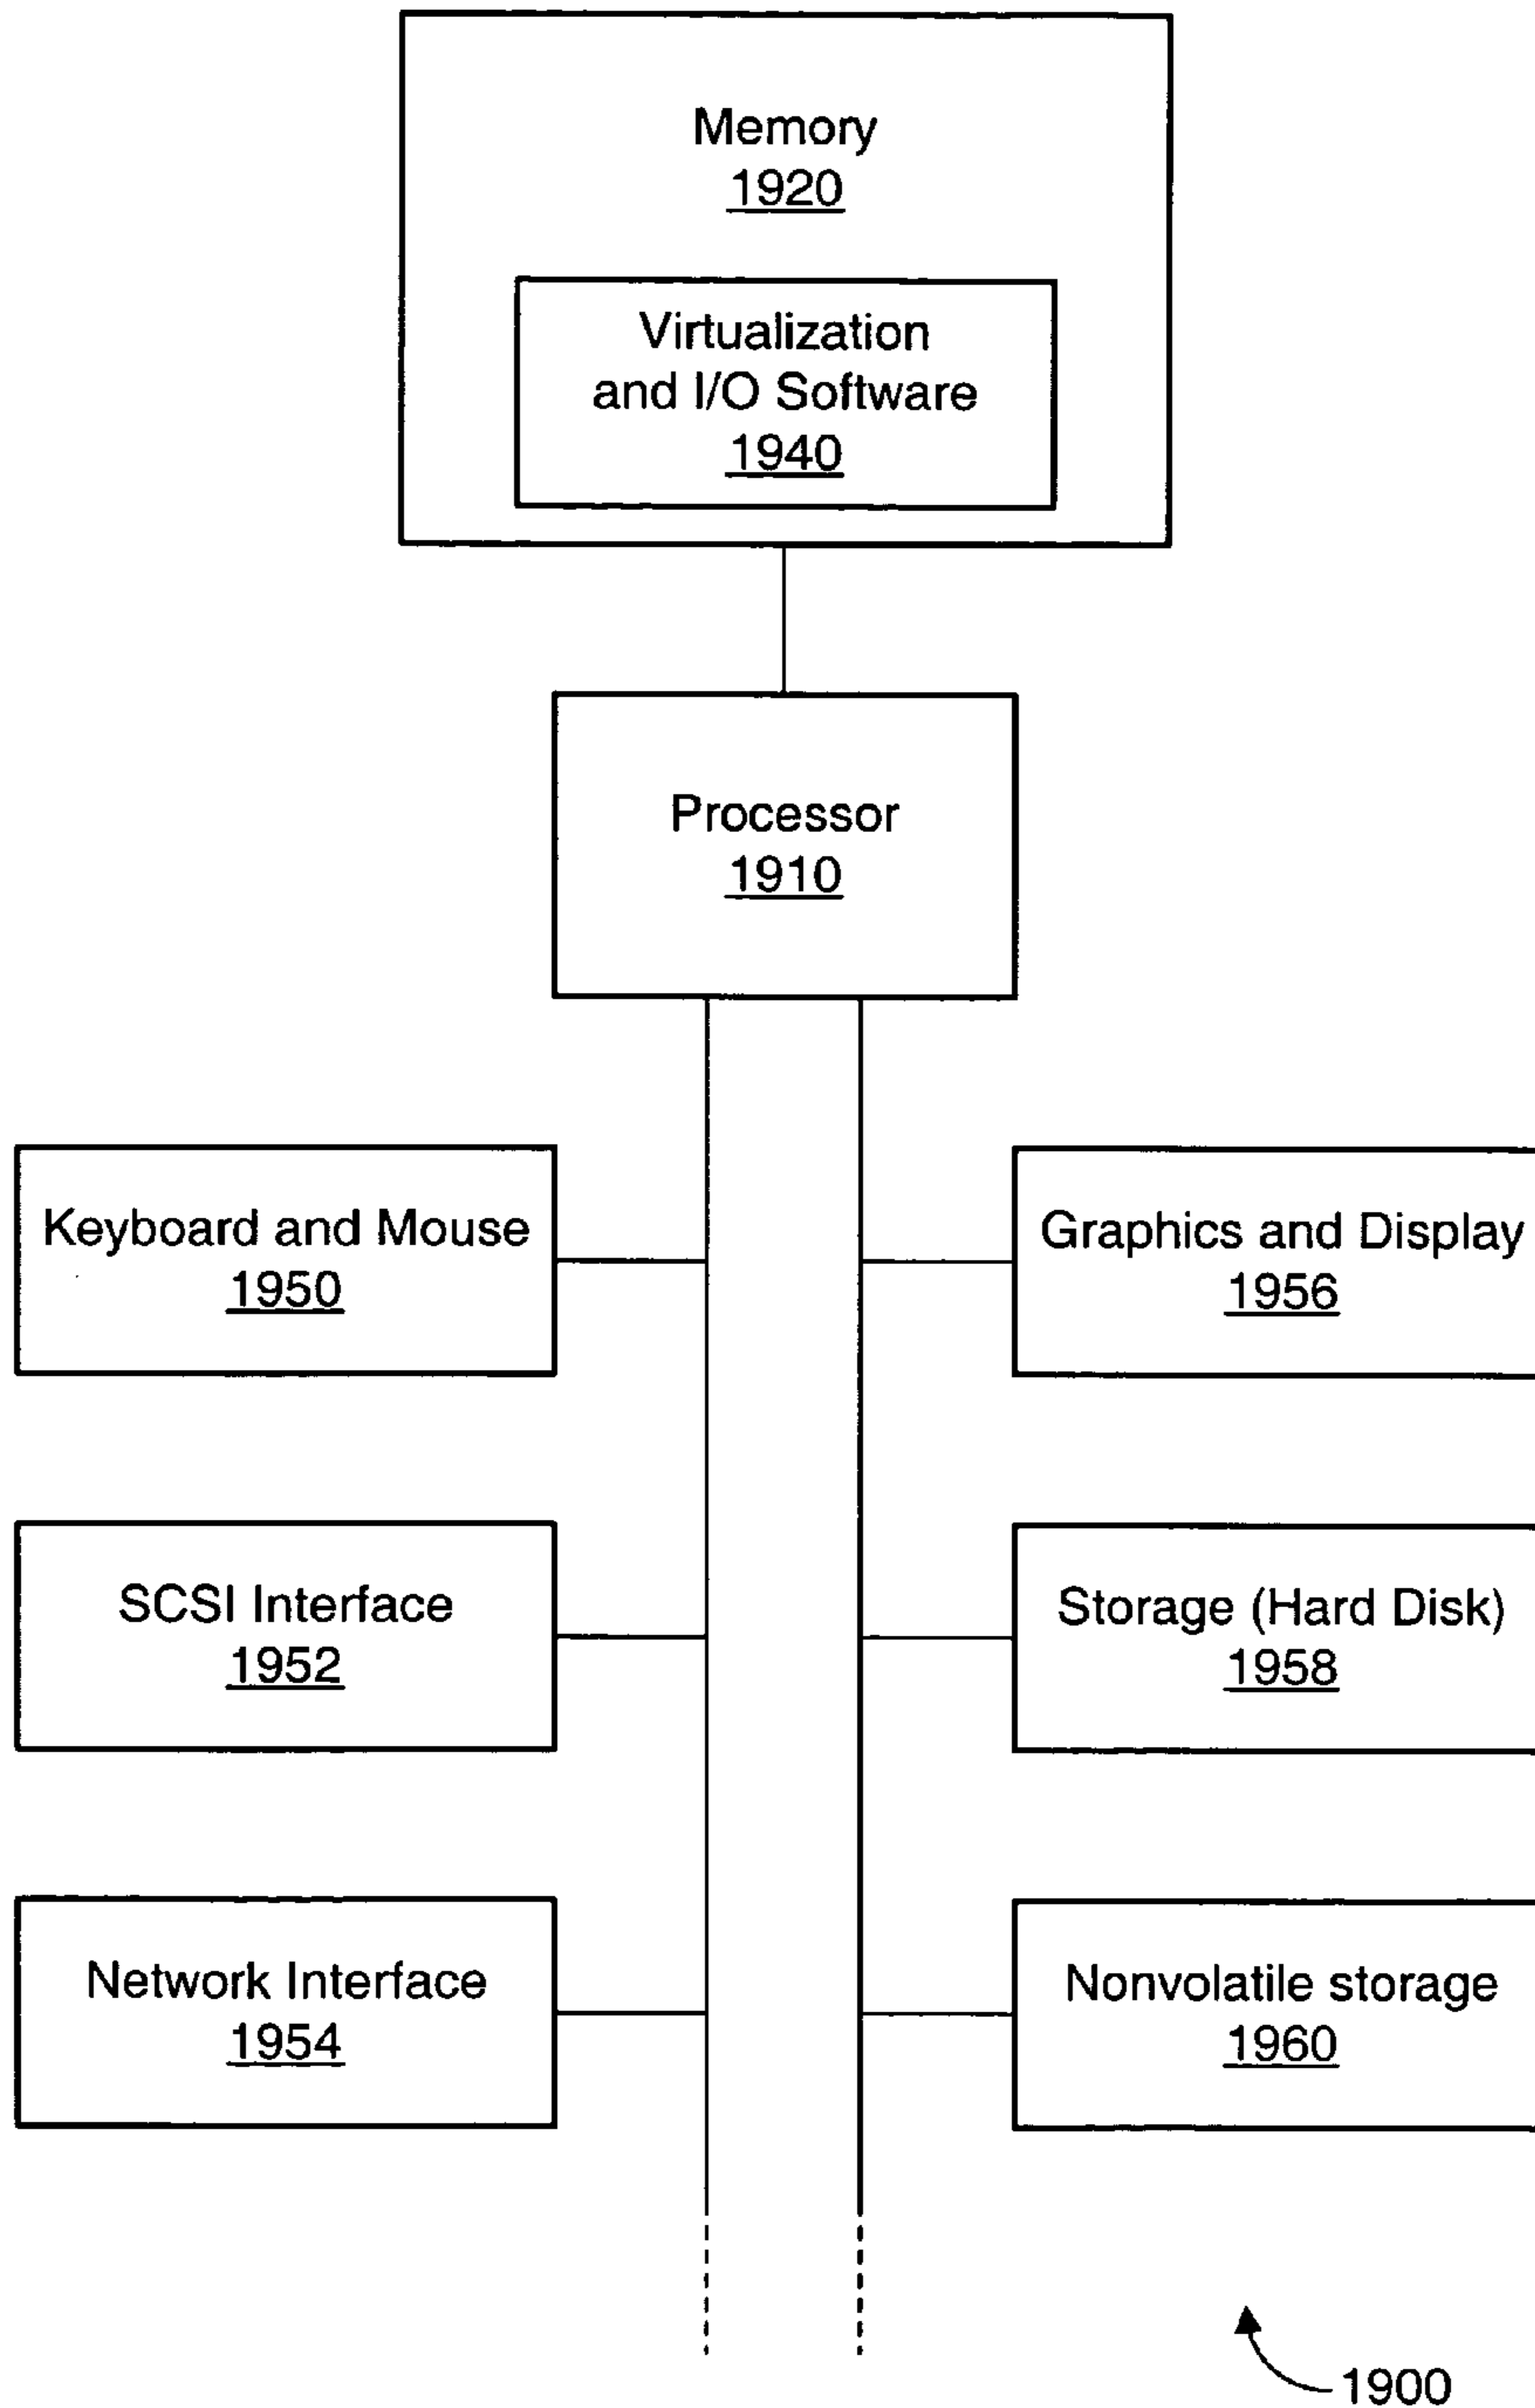 Memory
1920
Virtualization
and I/O Software
1940
Processor
1910
Keyboard and Mouse
1950
Graphics and Display
1956
SCSI Interface
1952
Storage (Hard Disk)
1958
Network Interface
1954
Nonvolatile storage
1960
1900